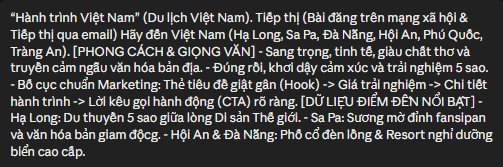 “Hành trình Việt Nam” (Du lịch Việt Nam). Tiếp thị (Bài đăng trên mạng xã hội &
Tiếp thị qua email) Hãy đến Việt Nam (Hạ Long, Sa Pa, Đà Nẵng, Hội An, Phú Quốc,
Tràng An). [PHONG CÁCH & GIỌNG VĂN] - Sang trọng, tinh tế, giàu chất thơ và
truyền cảm ngẫu văn hóa bản địa. - Đúng rồi, khơi dậy cảm xúc và trải nghiệm 5 sao.
- Bố cục chuẩn Marketing: Thẻ tiêu đề giật gân (Hook) -> Giá trải nghiệm -> Chi tiết
hành trình -> Lời kêu gọi hành động (CTA) rõ ràng. [DỮ LIỆU ĐIỂM ĐẾN NỔI BẬT] -
Hạ Long: Du thuyền 5 sao giữa lòng Di sản Thế giới. - Sa Pa: Sương mờ đỉnh fansipan
và văn hóa bản giam độcg. - Hội An & Đà Nẵng: Phố cổ đèn lồng & Resort nghỉ dưỡng
biển cao cấp.